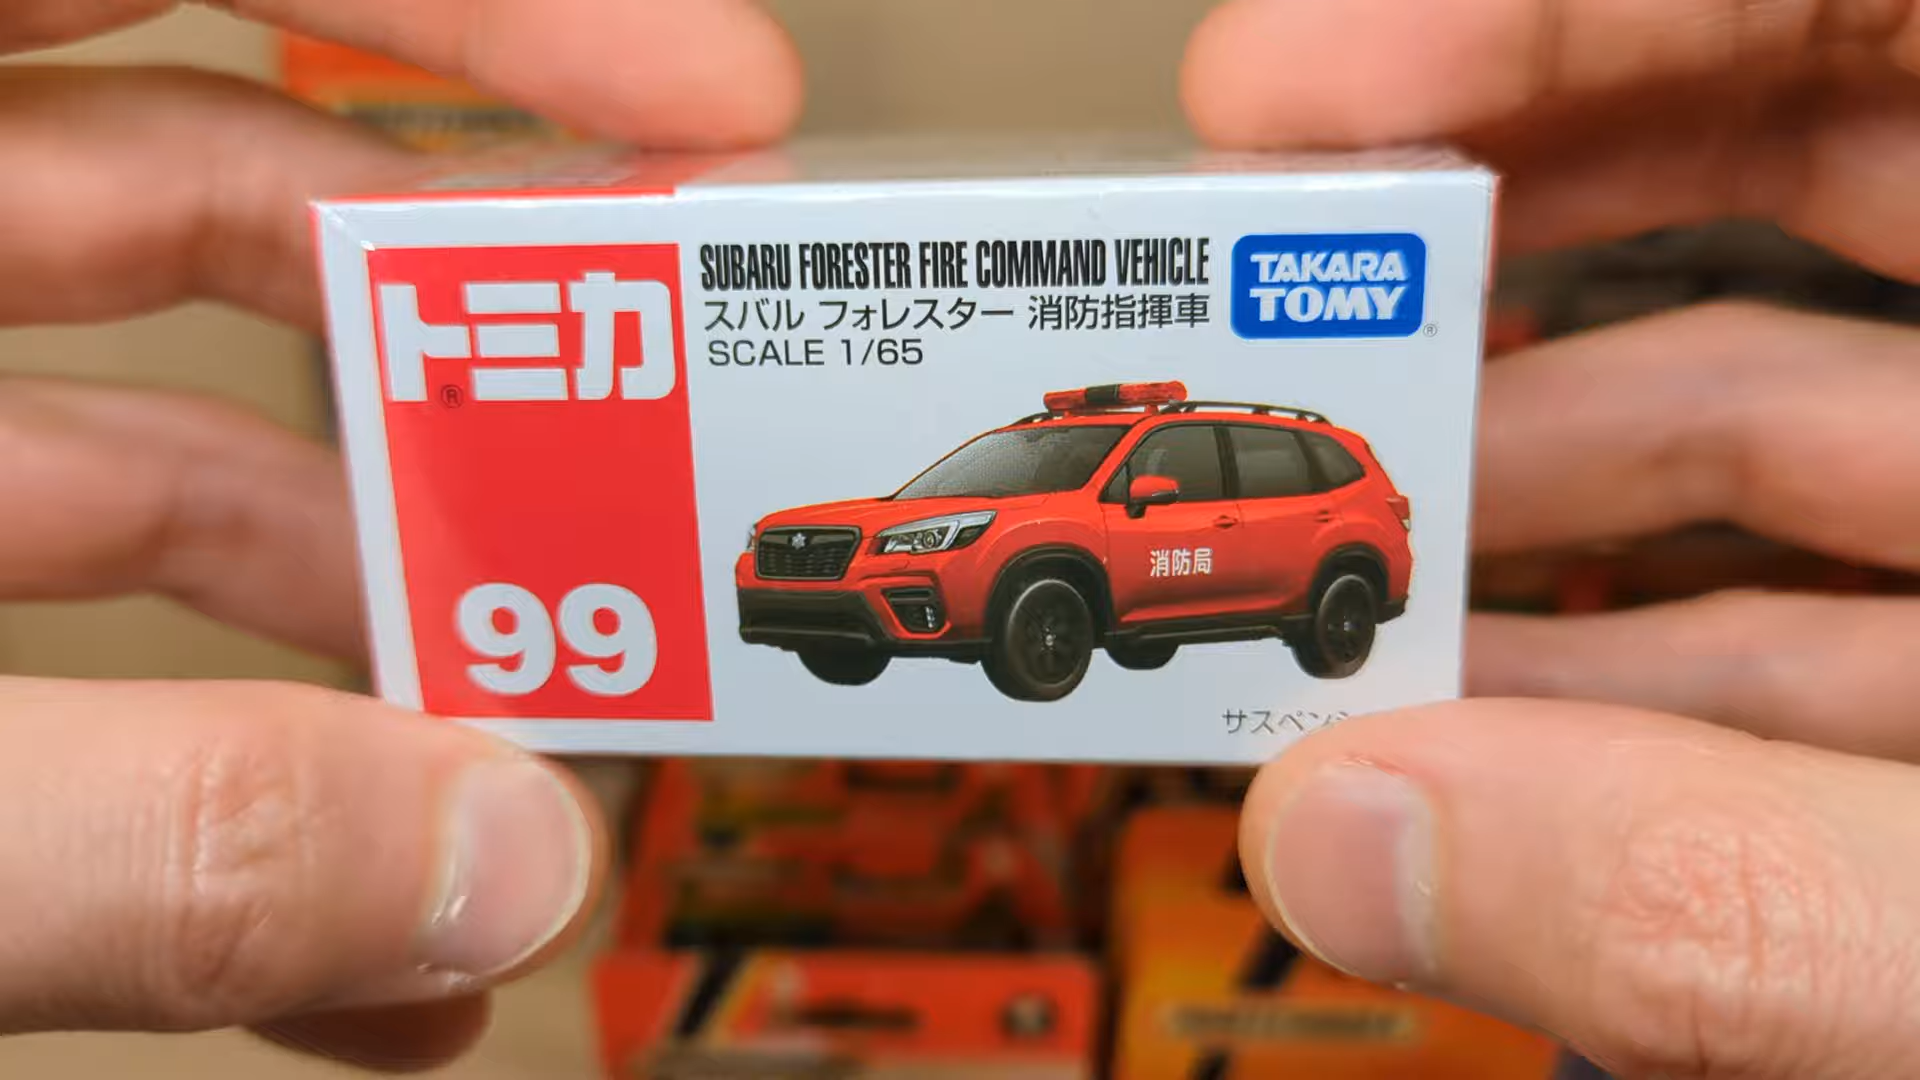 トミカ
®
99
SUBARU FORESTER FIRE COMMAND VEHICLE
スバル フォレスター 消防指揮車
SCALE 1/65
TAKARA
TOMY
®
消防局